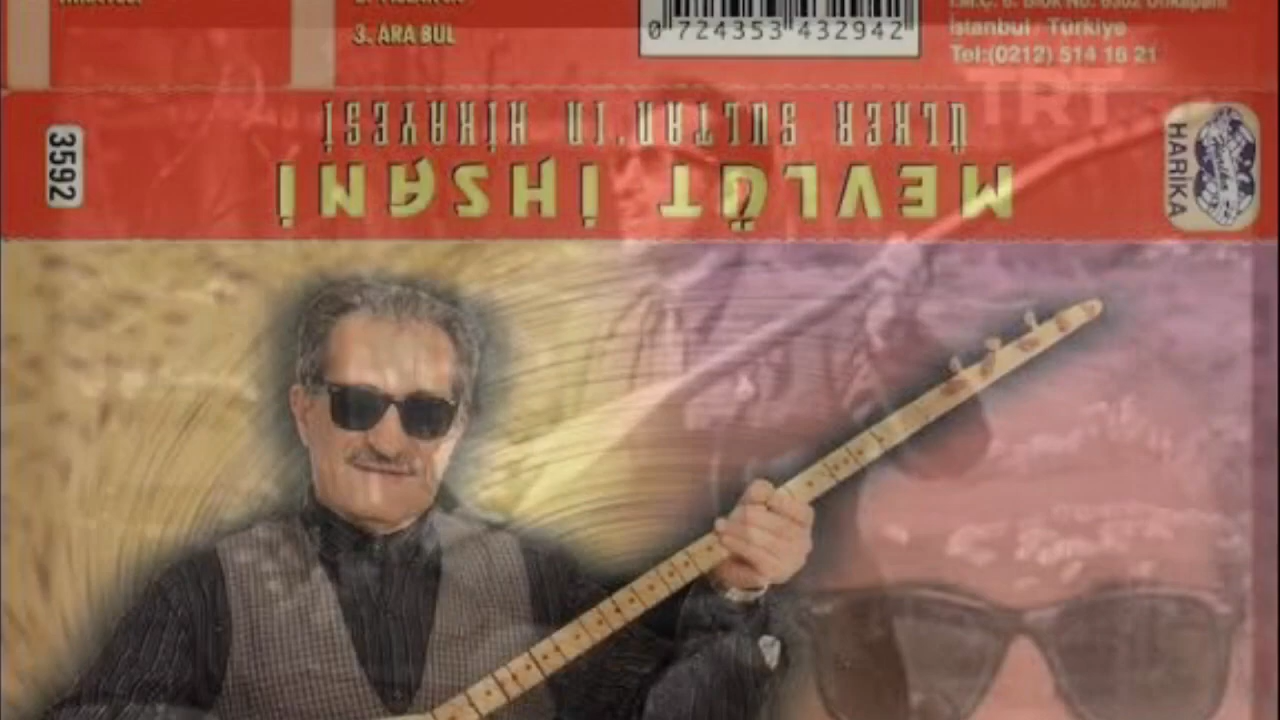 3. ARA BUL
0 724353 432942
İstanbul - Türkiye
Tel:(0212) 514 16 21
TRT
3592
ÜLKER SULTAN'IN HİKAYESİ
MEVLÜT İHSANİ
HARİKA